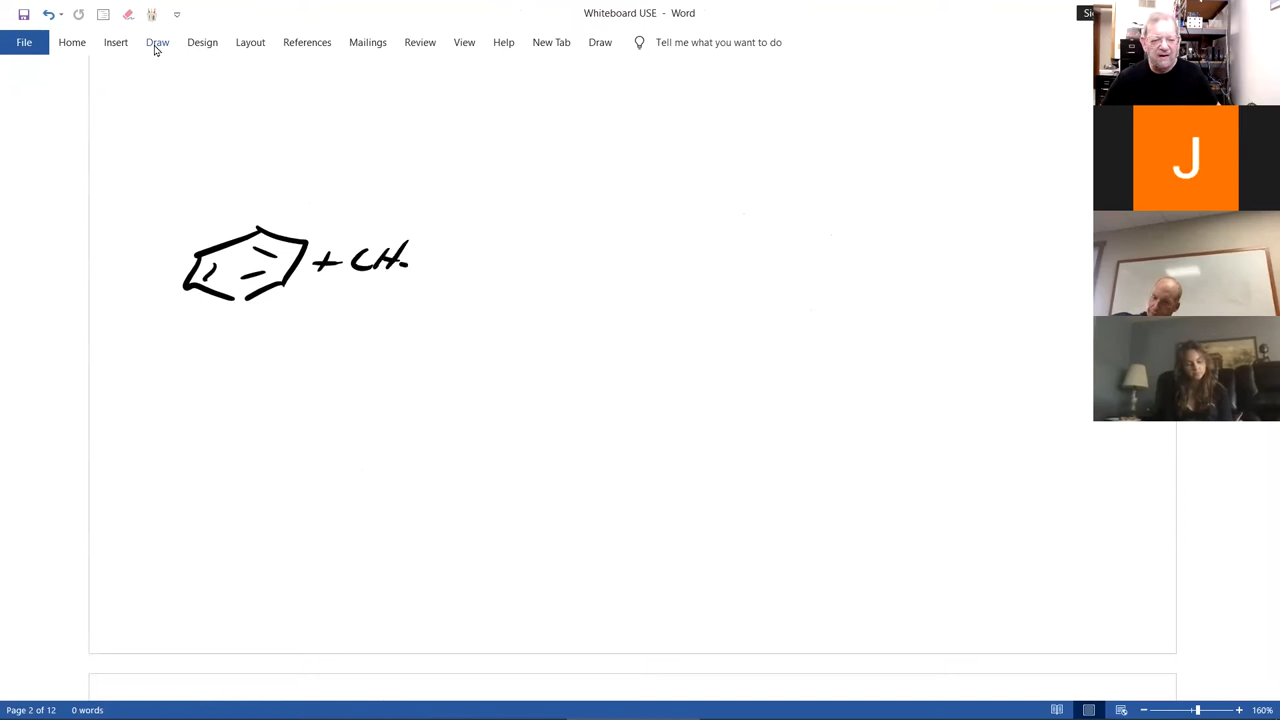 Whiteboard USE - Word
Si
File Home Insert Draw Design Layout References Mailings Review View Help New Tab Draw Tell me what you want to do
J
+ CH.
Page 2 of 12 0 words 160%